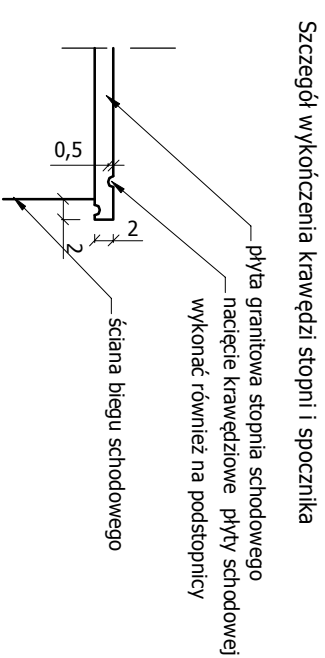 Szczegół wykończenia krawędzi stopni i spocznika
płyta granitowa stopnia schodowego
nacięcie krawędziowe płyty schodowej
wykonać również na podstopnicy
0,5
2
2
ściana biegu schodowego